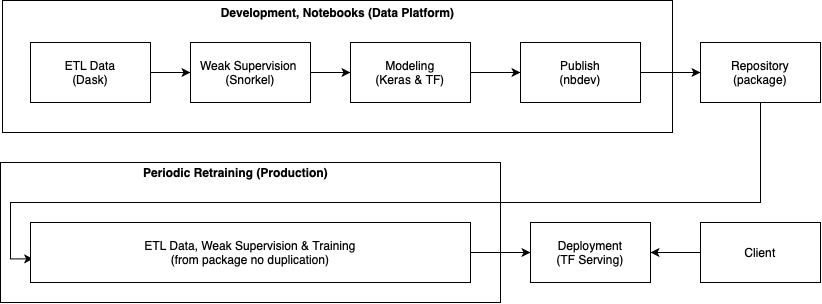 Development, Notebooks (Data Platform)
ETL Data
(Dask)
Weak Supervision
(Snorkel)
Modeling
(Keras & TF)
Publish
(nbdev)
Repository
(package)
Periodic Retraining (Production)
ETL Data, Weak Supervision & Training
(from package no duplication)
Deployment
(TF Serving)
Client